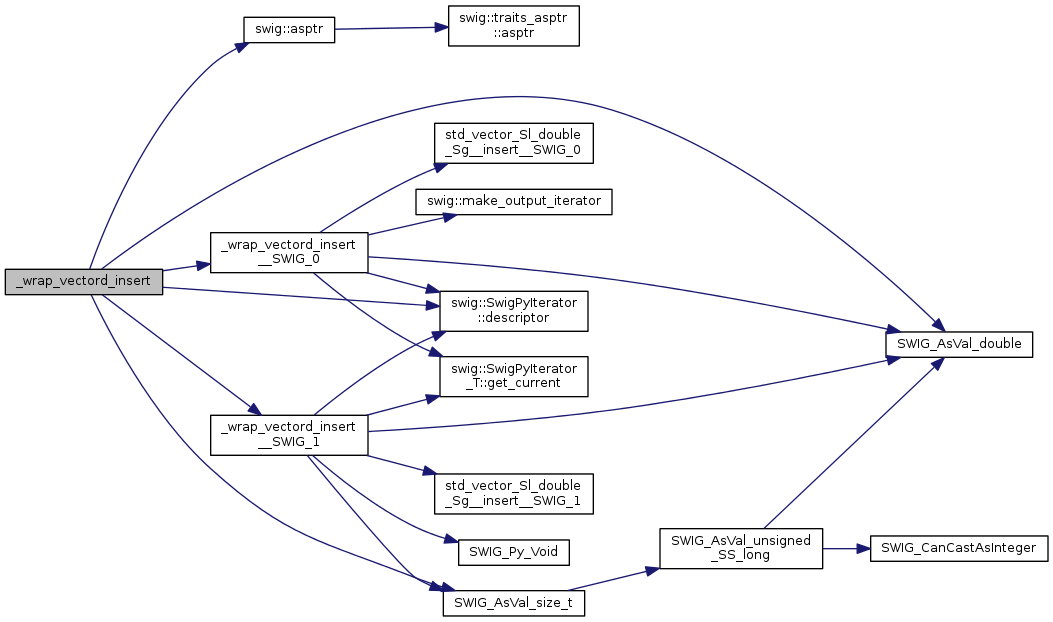 swig::traits_asptr
::asptr
swig::asptr
std_vector_Sl_double
_Sg__insert__SWIG_0
swig::make_output_iterator
_wrap_vectord_insert
__SWIG_0
_wrap_vectord_insert
swig::SwigPyIterator
::descriptor
SWIG_AsVal_double
swig::SwigPyIterator
_T::get_current
_wrap_vectord_insert
__SWIG_1
std_vector_Sl_double
_Sg__insert__SWIG_1
SWIG_Py_Void
SWIG_AsVal_unsigned
_SS_long
SWIG_CanCastAsInteger
SWIG_AsVal_size_t